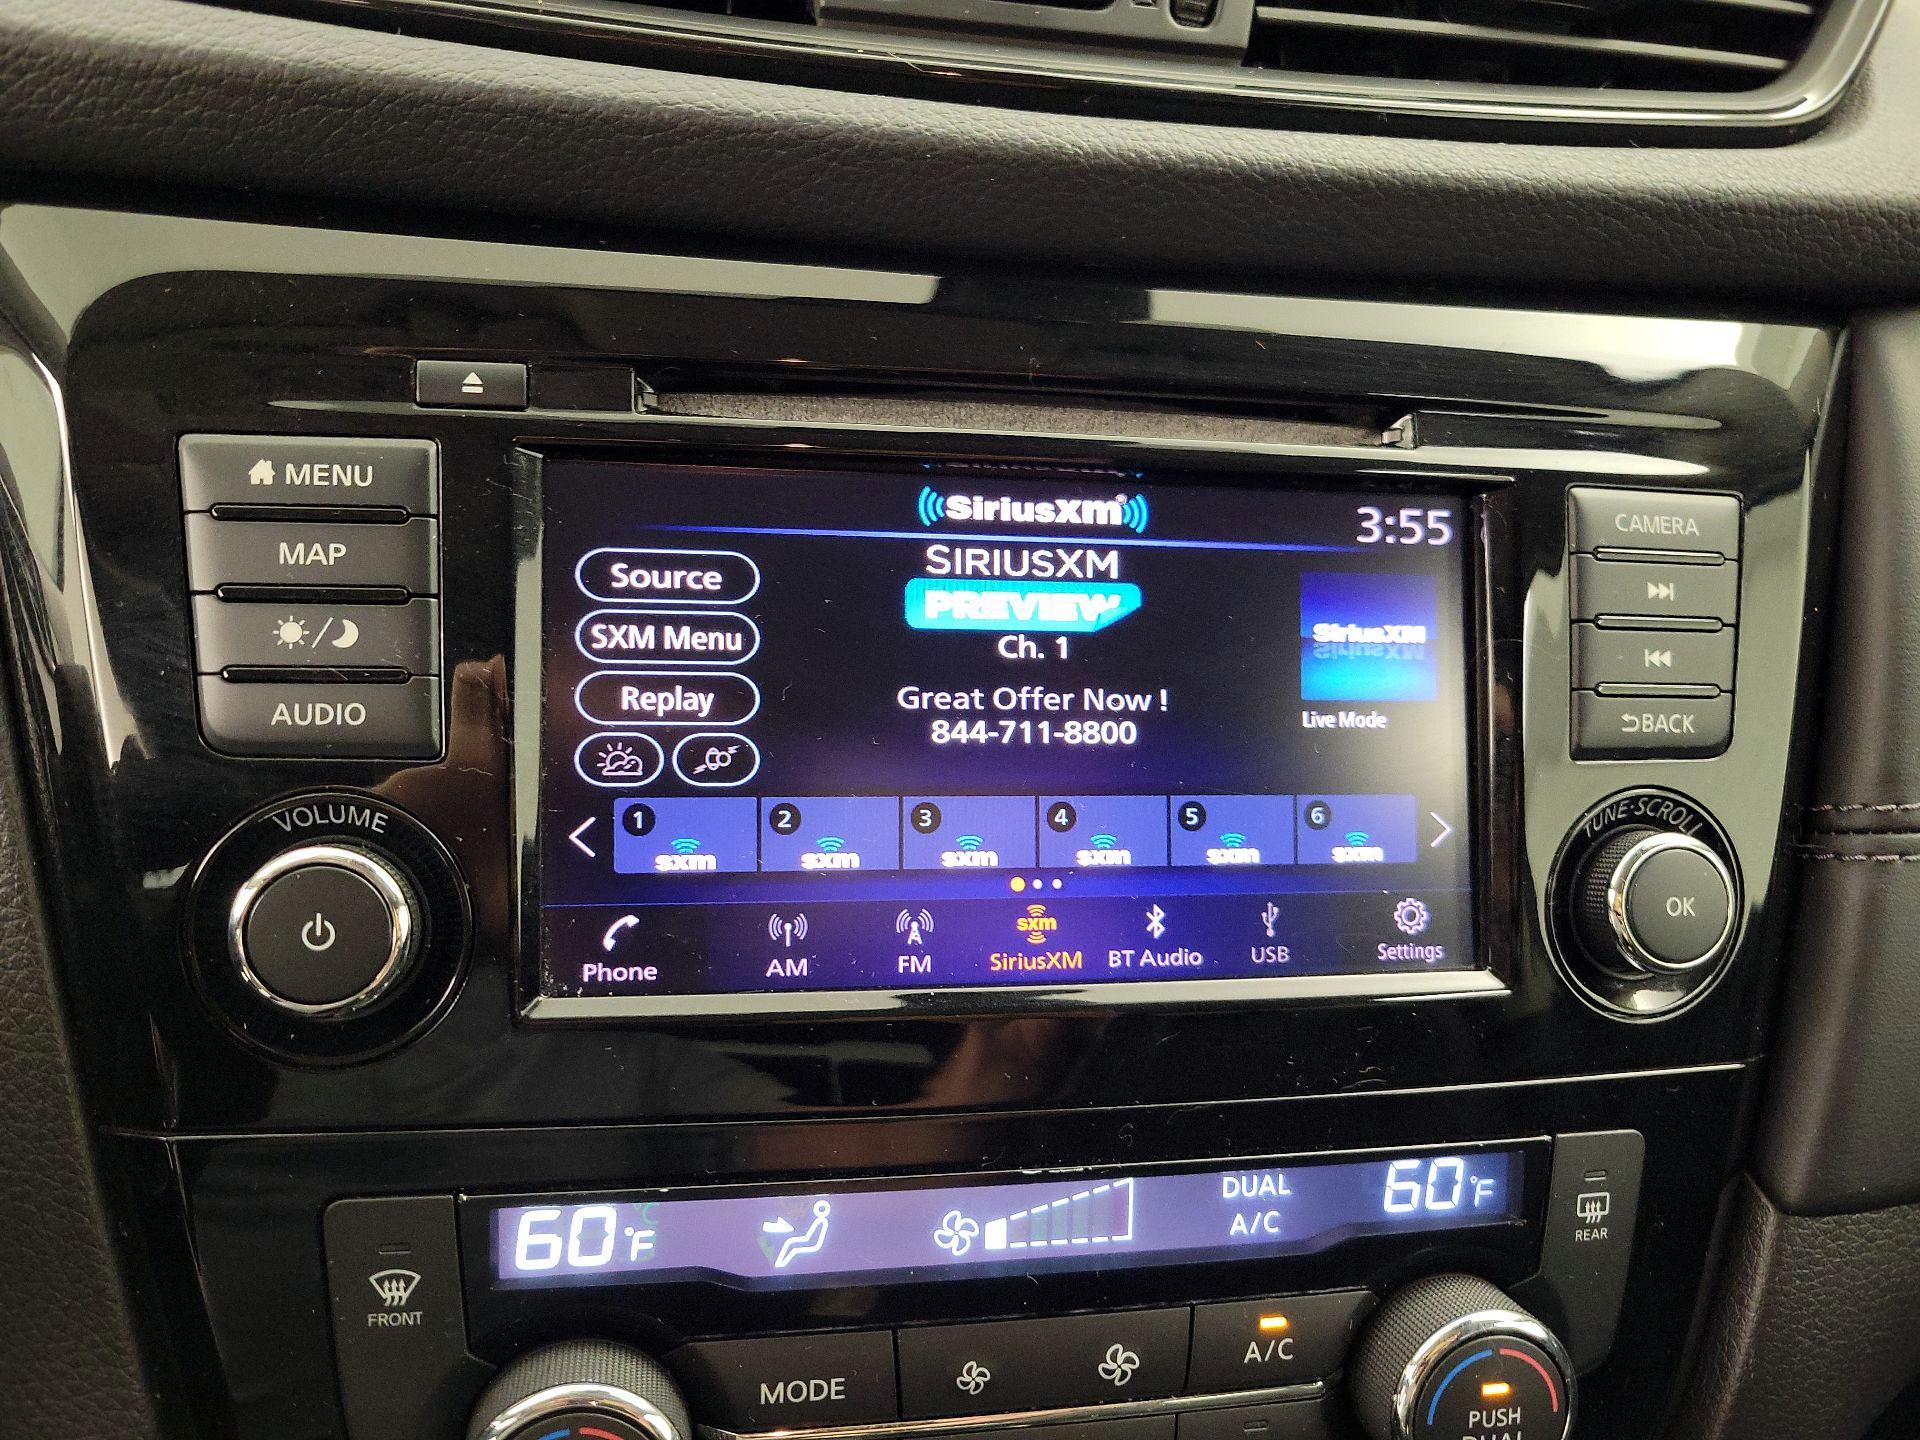 MENU
MAP
AUDIO
VOLUME
SiriusXm
3:55
Source
SXM Menu
Replay
SIRIUSXM
PREVIEW
Ch. 1
Great Offer Now !
844-711-8800
SiriusXM
Live Mode
1 2 3 4 5 6
sxm sxm sxm sxm sxm sxm
sxm
Phone AM FM SiriusXM BT Audio USB Settings
CAMERA
BACK
TUNE·SCROLL
OK
60°F
DUAL
A/C
60°F
FRONT
REAR
MODE
A/C
PUSH
DUAL